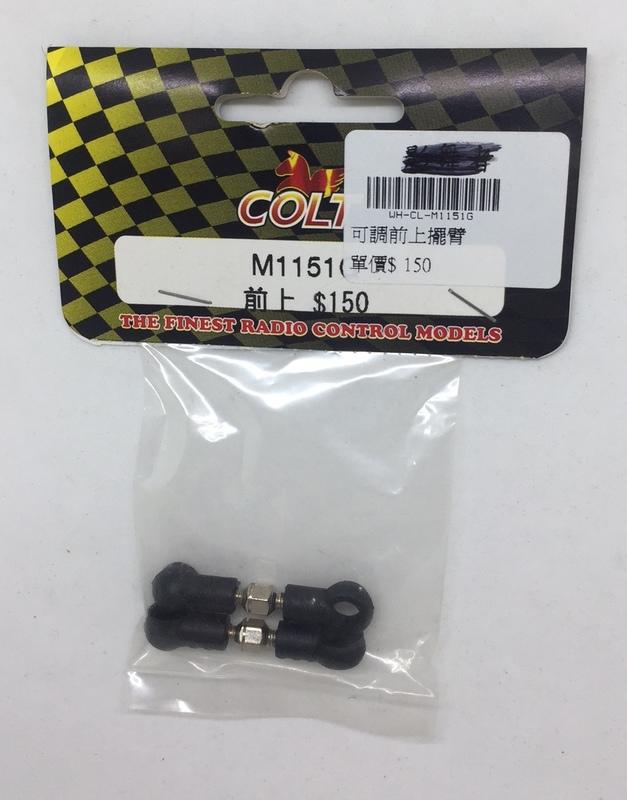 COLT
WH-CL-M1151G
可調前上擺臂
單價$ 150
M1151
前上 $150
THE FINEST RADIO CONTROL MODELS